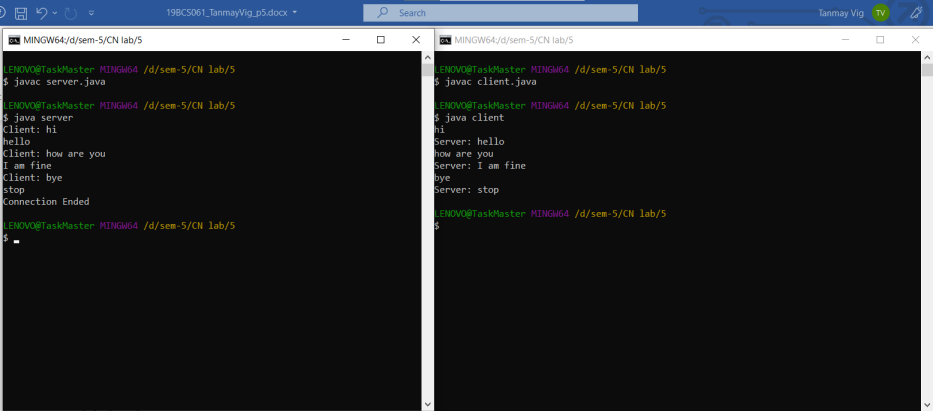 19BCS061_TanmayVig_p5.docx
Search
Tanmay Vig
TV
MINGW64:/d/sem-5/CN lab/5
LENOVO@TaskMaster MINGW64 /d/sem-5/CN lab/5
$ javac server.java
LENOVO@TaskMaster MINGW64 /d/sem-5/CN lab/5
$ java server
Client: hi
hello
Client: how are you
I am fine
Client: bye
stop
Connection Ended
LENOVO@TaskMaster MINGW64 /d/sem-5/CN lab/5
$
MINGW64:/d/sem-5/CN lab/5
LENOVO@TaskMaster MINGW64 /d/sem-5/CN lab/5
$ javac client.java
LENOVO@TaskMaster MINGW64 /d/sem-5/CN lab/5
$ java client
hi
Server: hello
how are you
Server: I am fine
bye
Server: stop
LENOVO@TaskMaster MINGW64 /d/sem-5/CN lab/5
$